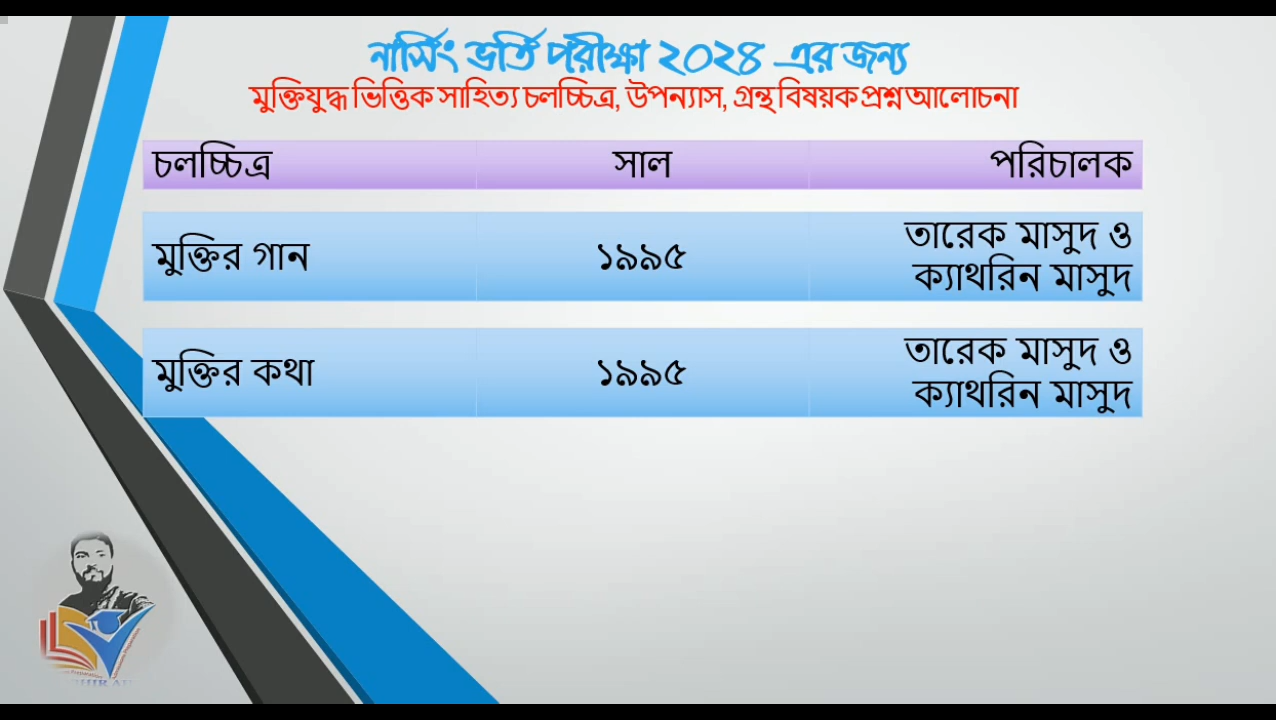 নার্সিং ভর্তি পরীক্ষা ২০২৪ এর জন্য
মুক্তিযুদ্ধ ভিত্তিক সাহিত্য চলচ্চিত্র, উপন্যাস, গ্রন্থ বিষয়ক প্রশ্ন আলোচনা
চলচ্চিত্র সাল পরিচালক
মুক্তির গান ১৯৯৫ তারেক মাসুদ ও
ক্যাথরিন মাসুদ
মুক্তির কথা ১৯৯৫ তারেক মাসুদ ও
ক্যাথরিন মাসুদ